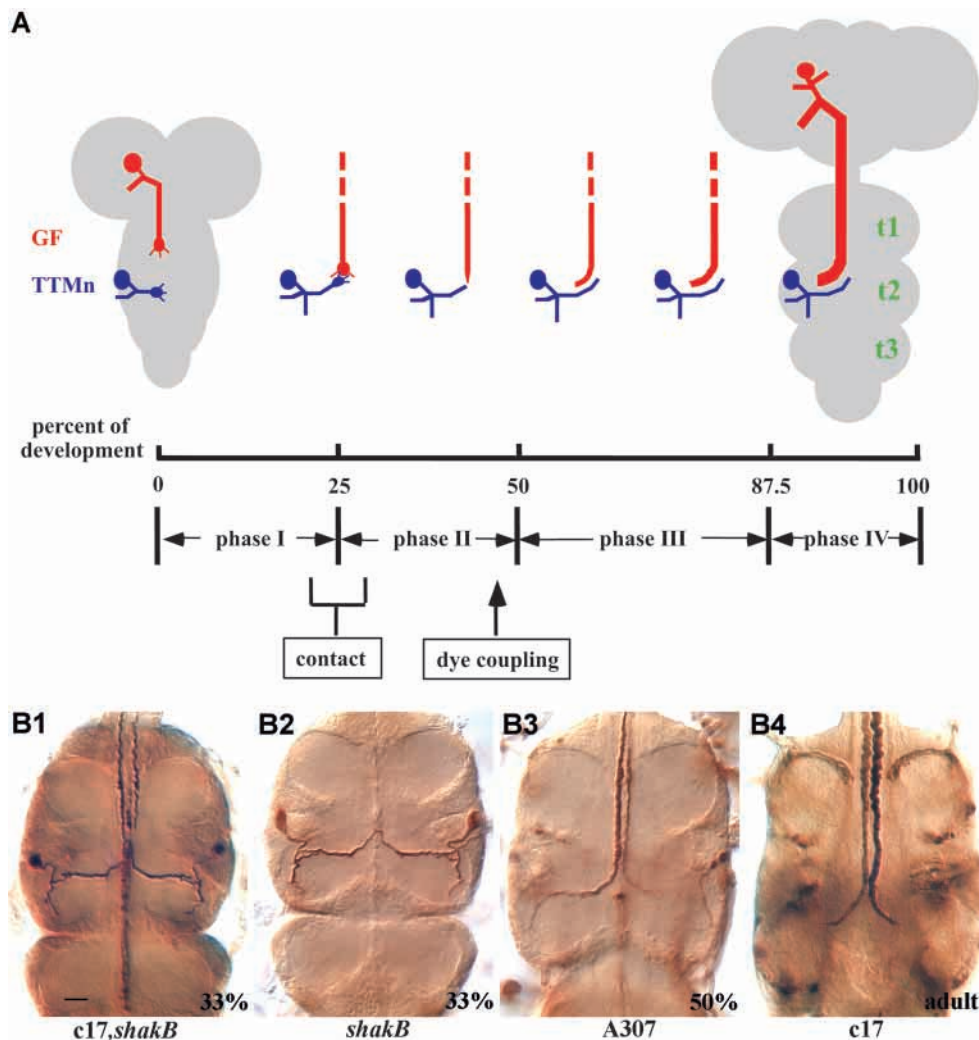 A
GF
TTMn
t1
t2
t3
percent of
development
0 25 50 87.5 100
phase I phase II phase III phase IV
contact dye coupling
B1 B2 B3 B4
33% 33% 50% adult
c17,shakB shakB A307 c17